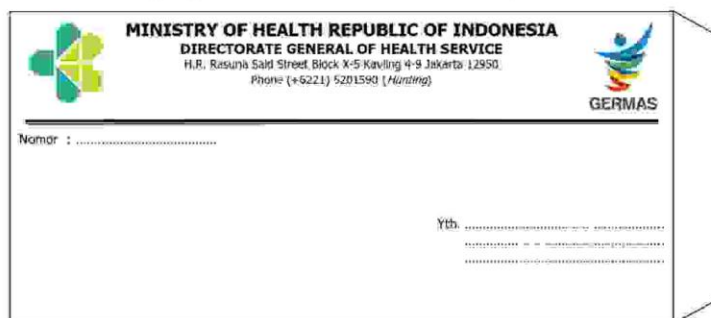 MINISTRY OF HEALTH REPUBLIC OF INDONESIA
DIRECTORATE GENERAL OF HEALTH SERVICE
H.R. Rasuna Said Street Block X-5 Kavling 4-9 Jakarta 12950
Phone (+6221) 5201590 (Hunting)
GERMAS
Nomor : ........................................
Yth. ........................................
........................................
........................................